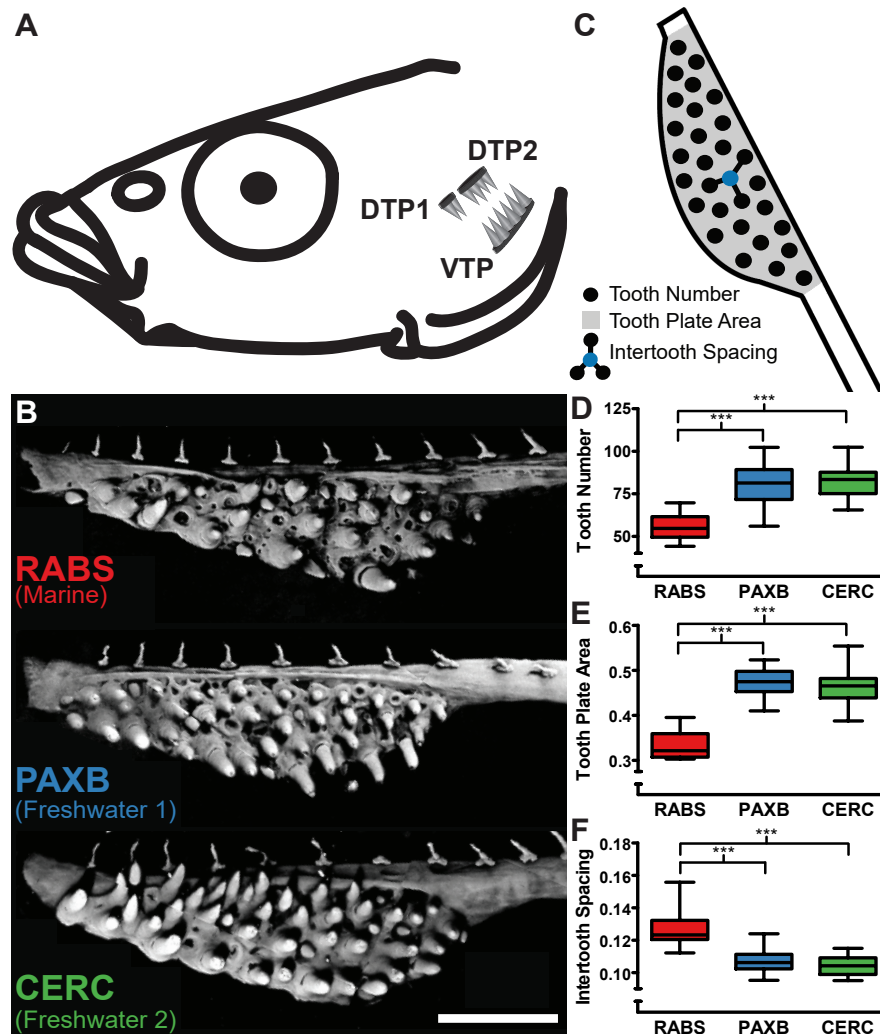 A
DTP2
DTP1
VTP
C
Tooth Number
Tooth Plate Area
Intertooth Spacing
B
RABS
(Marine)
PAXB
(Freshwater 1)
CERC
(Freshwater 2)
D
Tooth Number
125
100
75
50
***
***
RABS PAXB CERC
E
Tooth Plate Area
0.6
0.5
0.4
0.3
***
***
RABS PAXB CERC
F
Intertooth Spacing
0.18
0.16
0.14
0.12
0.10
***
***
RABS PAXB CERC